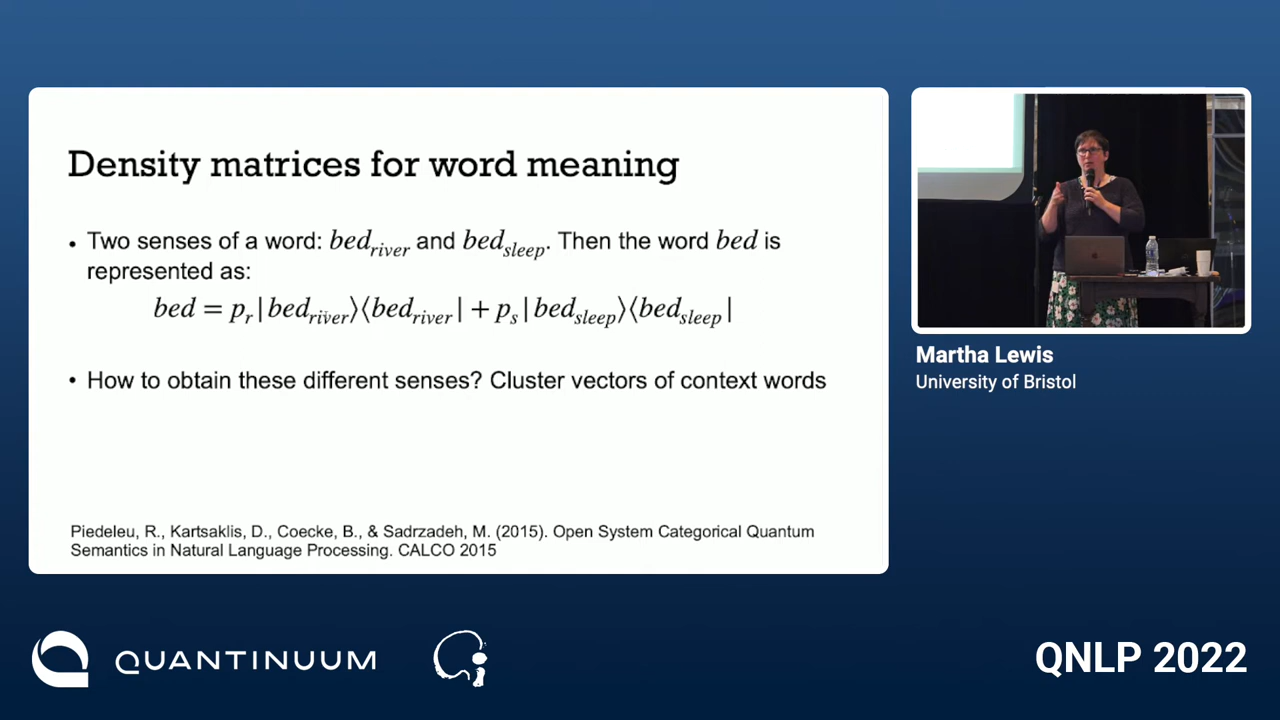 Density matrices for word meaning
• Two senses of a word: bed_river and bed_sleep. Then the word bed is
represented as:
bed = p_r|bed_river⟩⟨bed_river| + p_s|bed_sleep⟩⟨bed_sleep|
• How to obtain these different senses? Cluster vectors of context words
Piedeleu, R., Kartsaklis, D., Coecke, B., & Sadrzadeh, M. (2015). Open System Categorical Quantum
Semantics in Natural Language Processing. CALCO 2015
Martha Lewis
University of Bristol
QUANTINUUM
QNLP 2022